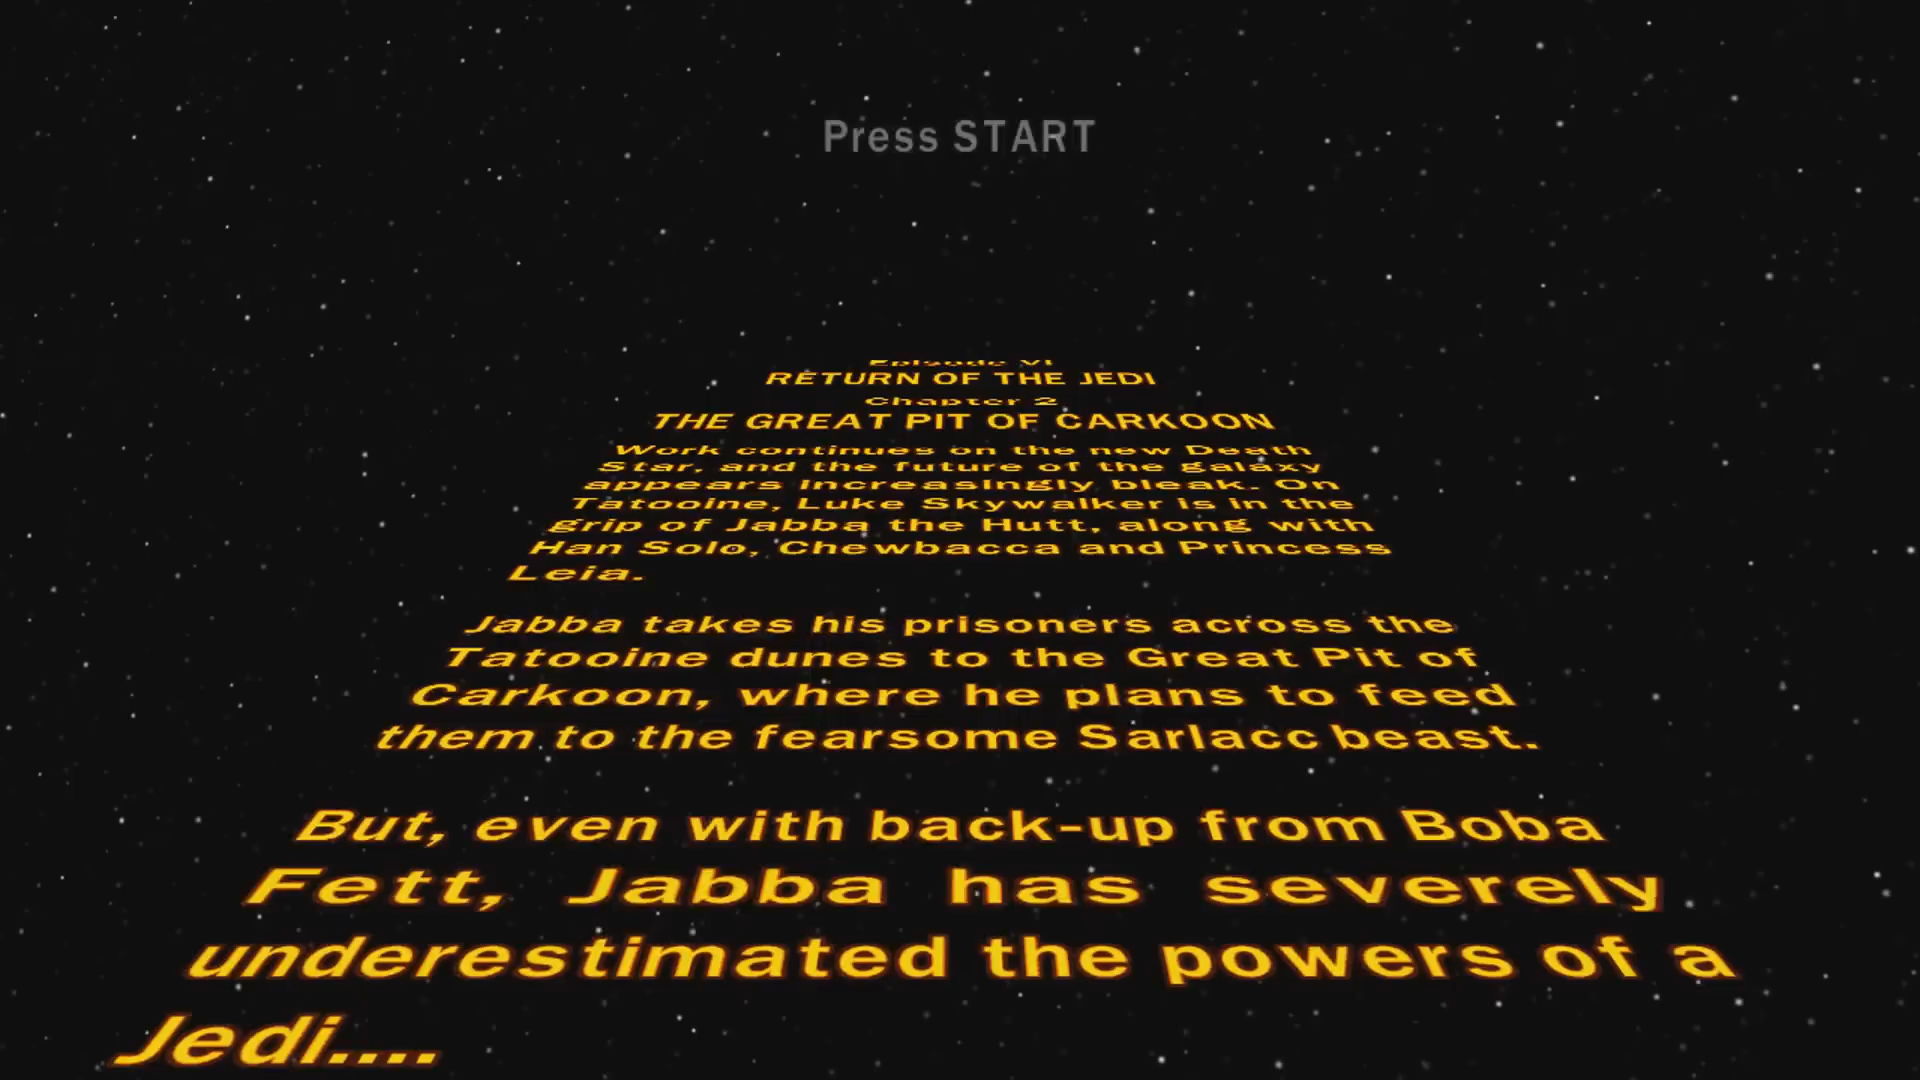 Press START
Episode VI
RETURN OF THE JEDI
Chapter 2
THE GREAT PIT OF CARKOON
Work continues on the new Death
Star, and the future of the galaxy
appears increasingly bleak. On
Tatooine, Luke Skywalker is in the
grip of Jabba the Hutt, along with
Han Solo, Chewbacca and Princess
Leia.
Jabba takes his prisoners across the
Tatooine dunes to the Great Pit of
Carkoon, where he plans to feed
them to the fearsome Sarlacc beast.
But, even with back-up from Boba
Fett, Jabba has severely
underestimated the powers of a
Jedi....